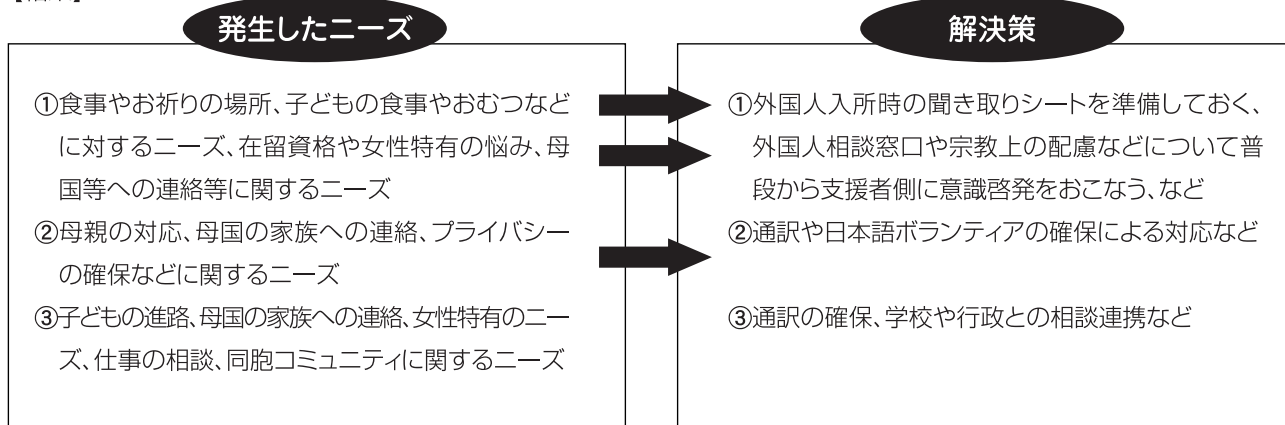 発生したニーズ
①食事やお祈りの場所、子どもの食事やおむつなど
に対するニーズ、在留資格や女性特有の悩み、母
国等への連絡等に関するニーズ
②母親の対応、母国の家族への連絡、プライバシー
の確保などに関するニーズ
③子どもの進路、母国の家族への連絡、女性特有のニー
ズ、仕事の相談、同胞コミュニティに関するニーズ
解決策
①外国人入所時の聞き取りシートを準備しておく、
外国人相談窓口や宗教上の配慮などについて普
段から支援者側に意識啓発をおこなう、など
②通訳や日本語ボランティアの確保による対応など
③通訳の確保、学校や行政との相談連携など